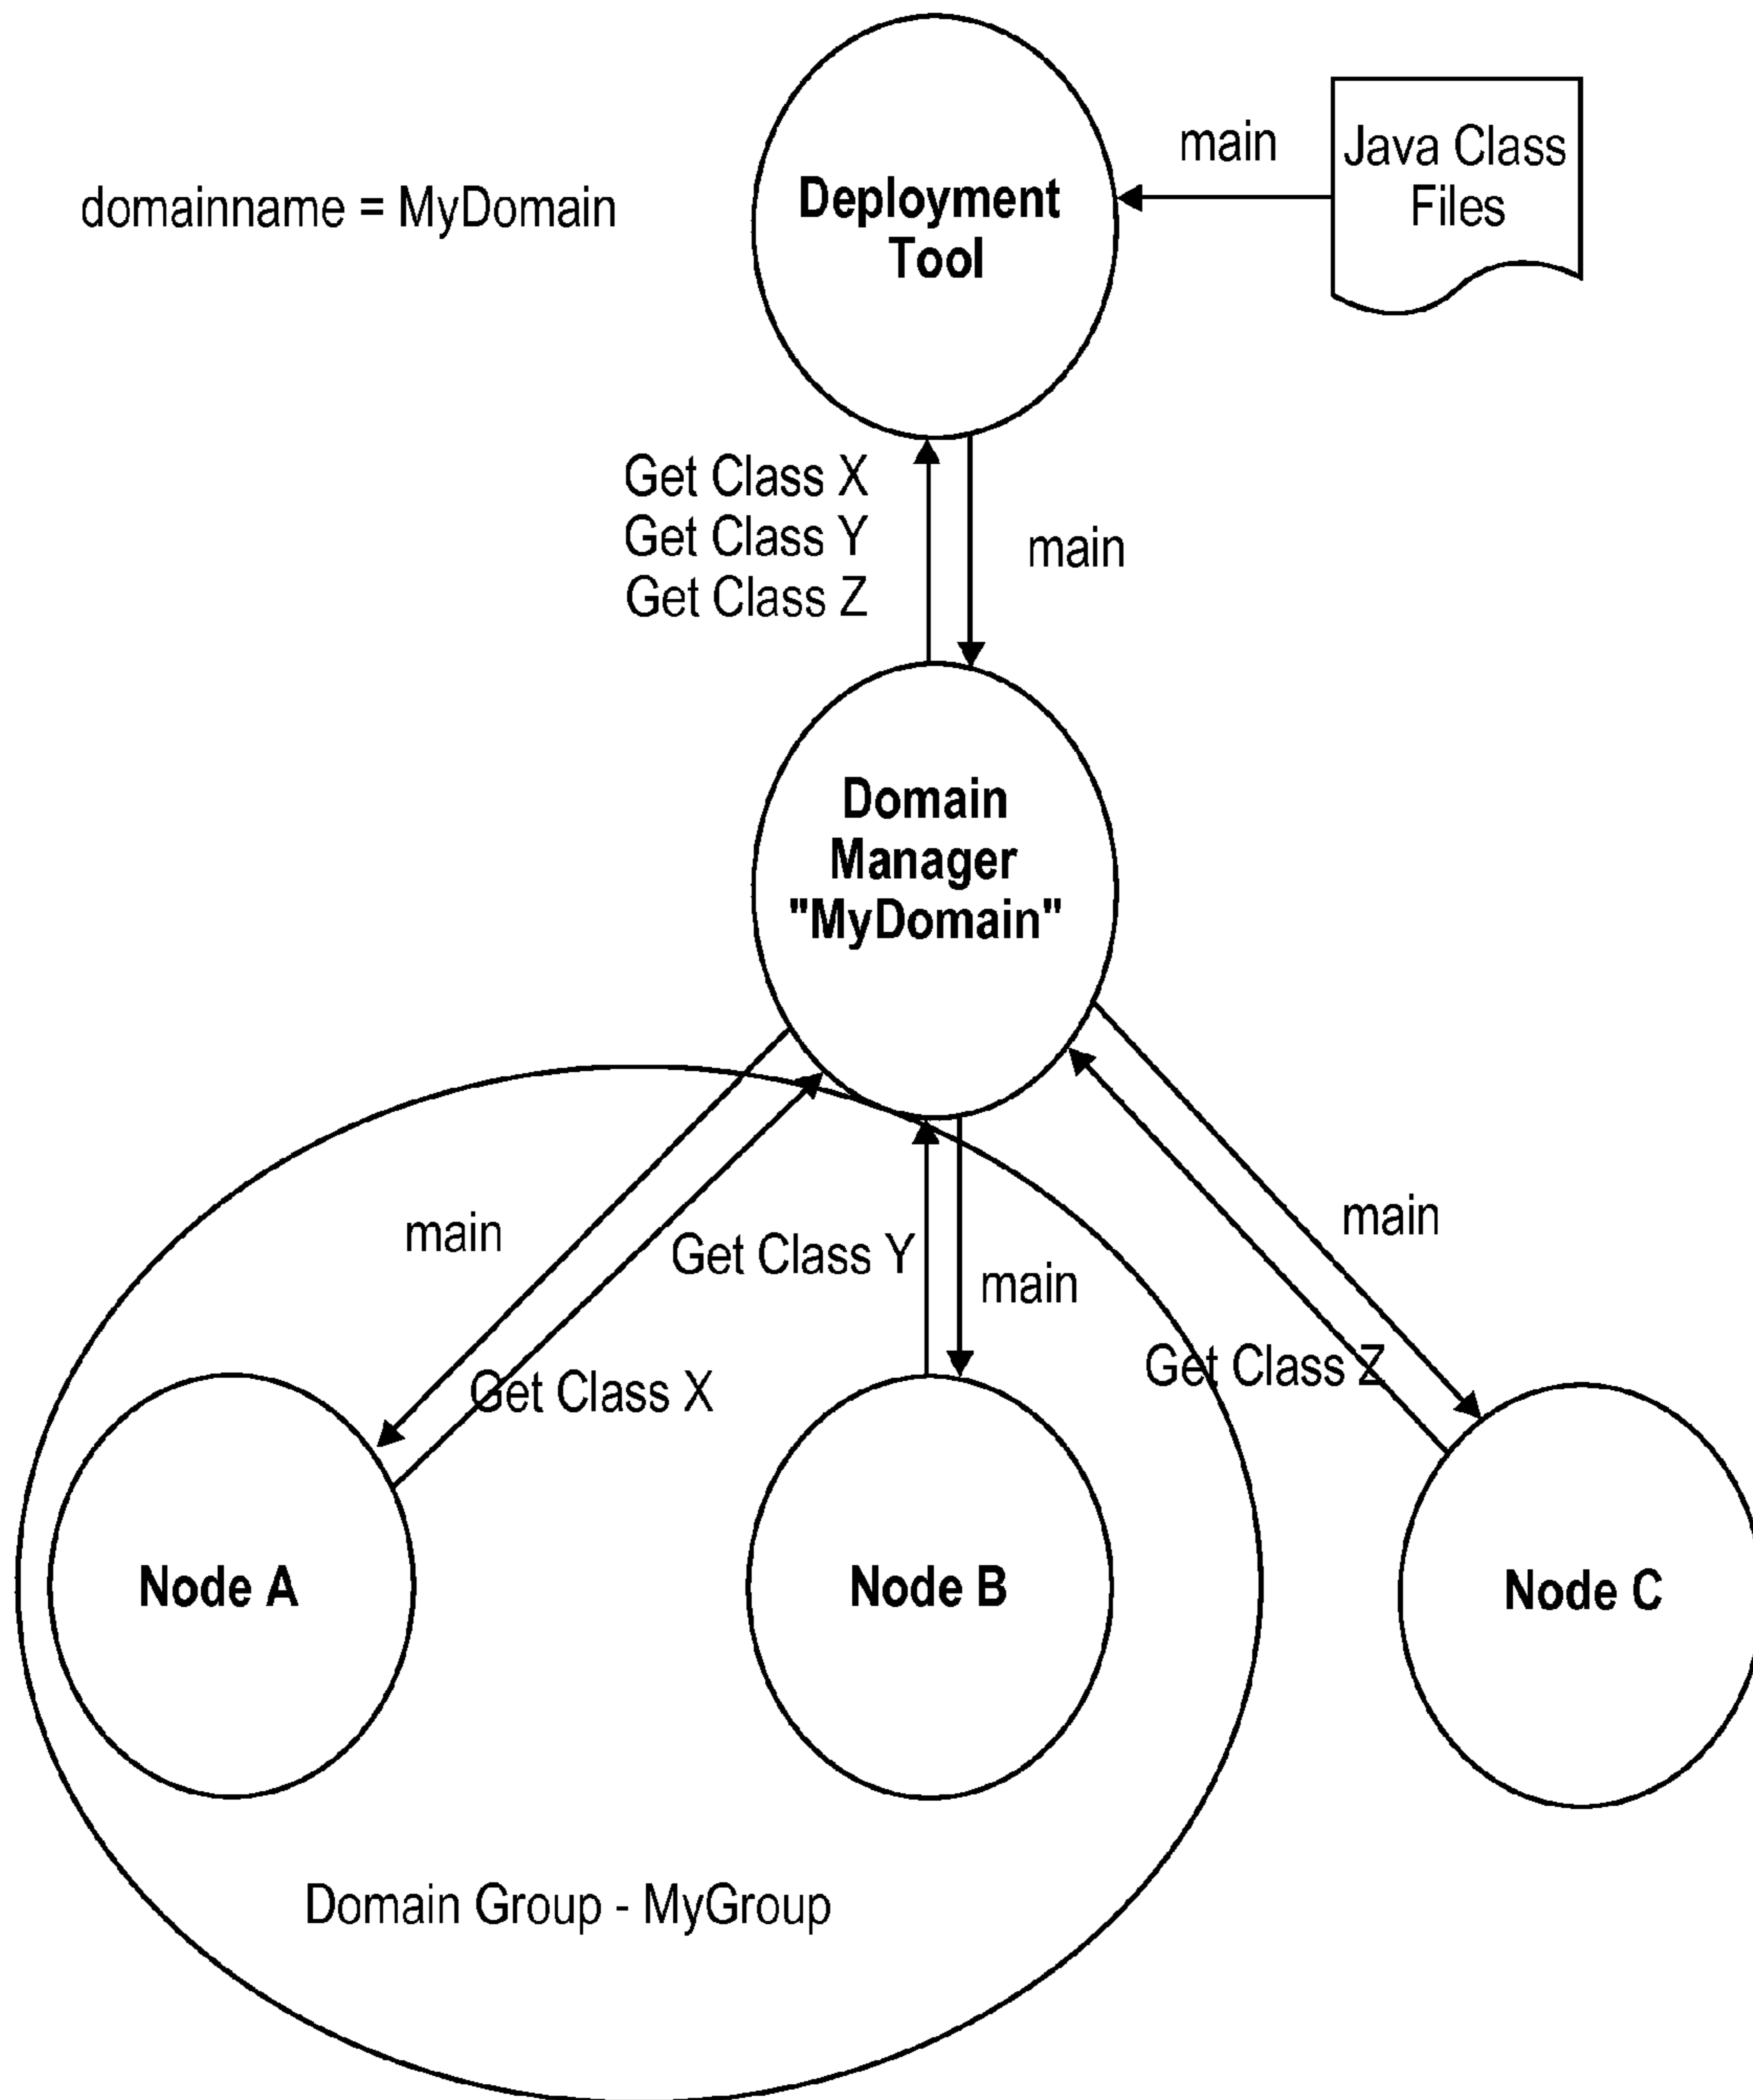 main
Java Class
Files
domainname = MyDomain
Deployment
Tool
Get Class X
Get Class Y
Get Class Z
main
Domain
Manager
"MyDomain"
main
Get Class Y
main
main
Get Class X
Get Class Z
Node A
Node B
Node C
Domain Group - MyGroup